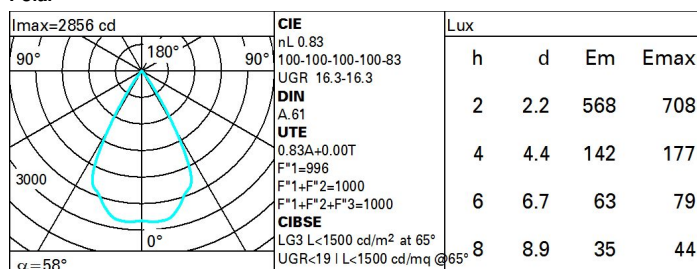 Imax=2856 cd
90° 180° 90°
3000
0°
α=58°
CIE
nL 0.83
100-100-100-100-83
UGR 16.3-16.3
DIN
A.61
UTE
0.83A+0.00T
F"1=996
F"1+F"2=1000
F"1+F"2+F"3=1000
CIBSE
LG3 L<1500 cd/m² at 65°
UGR<19 | L<1500 cd/mq @65°
Lux
h d Em Emax
2 2.2 568 708
4 4.4 142 177
6 6.7 63 79
8 8.9 35 44